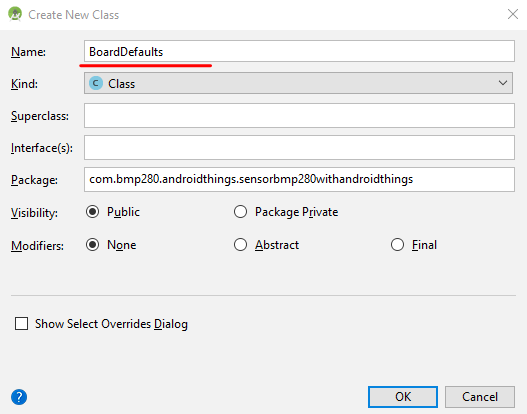 Create New Class
Name: BoardDefaults
Kind: C Class
Superclass:
Interface(s):
Package: com.bmp280.androidthings.sensorbmp280withandroidthings
Visibility: Public Package Private
Modifiers: None Abstract Final
Show Select Overrides Dialog
? OK Cancel